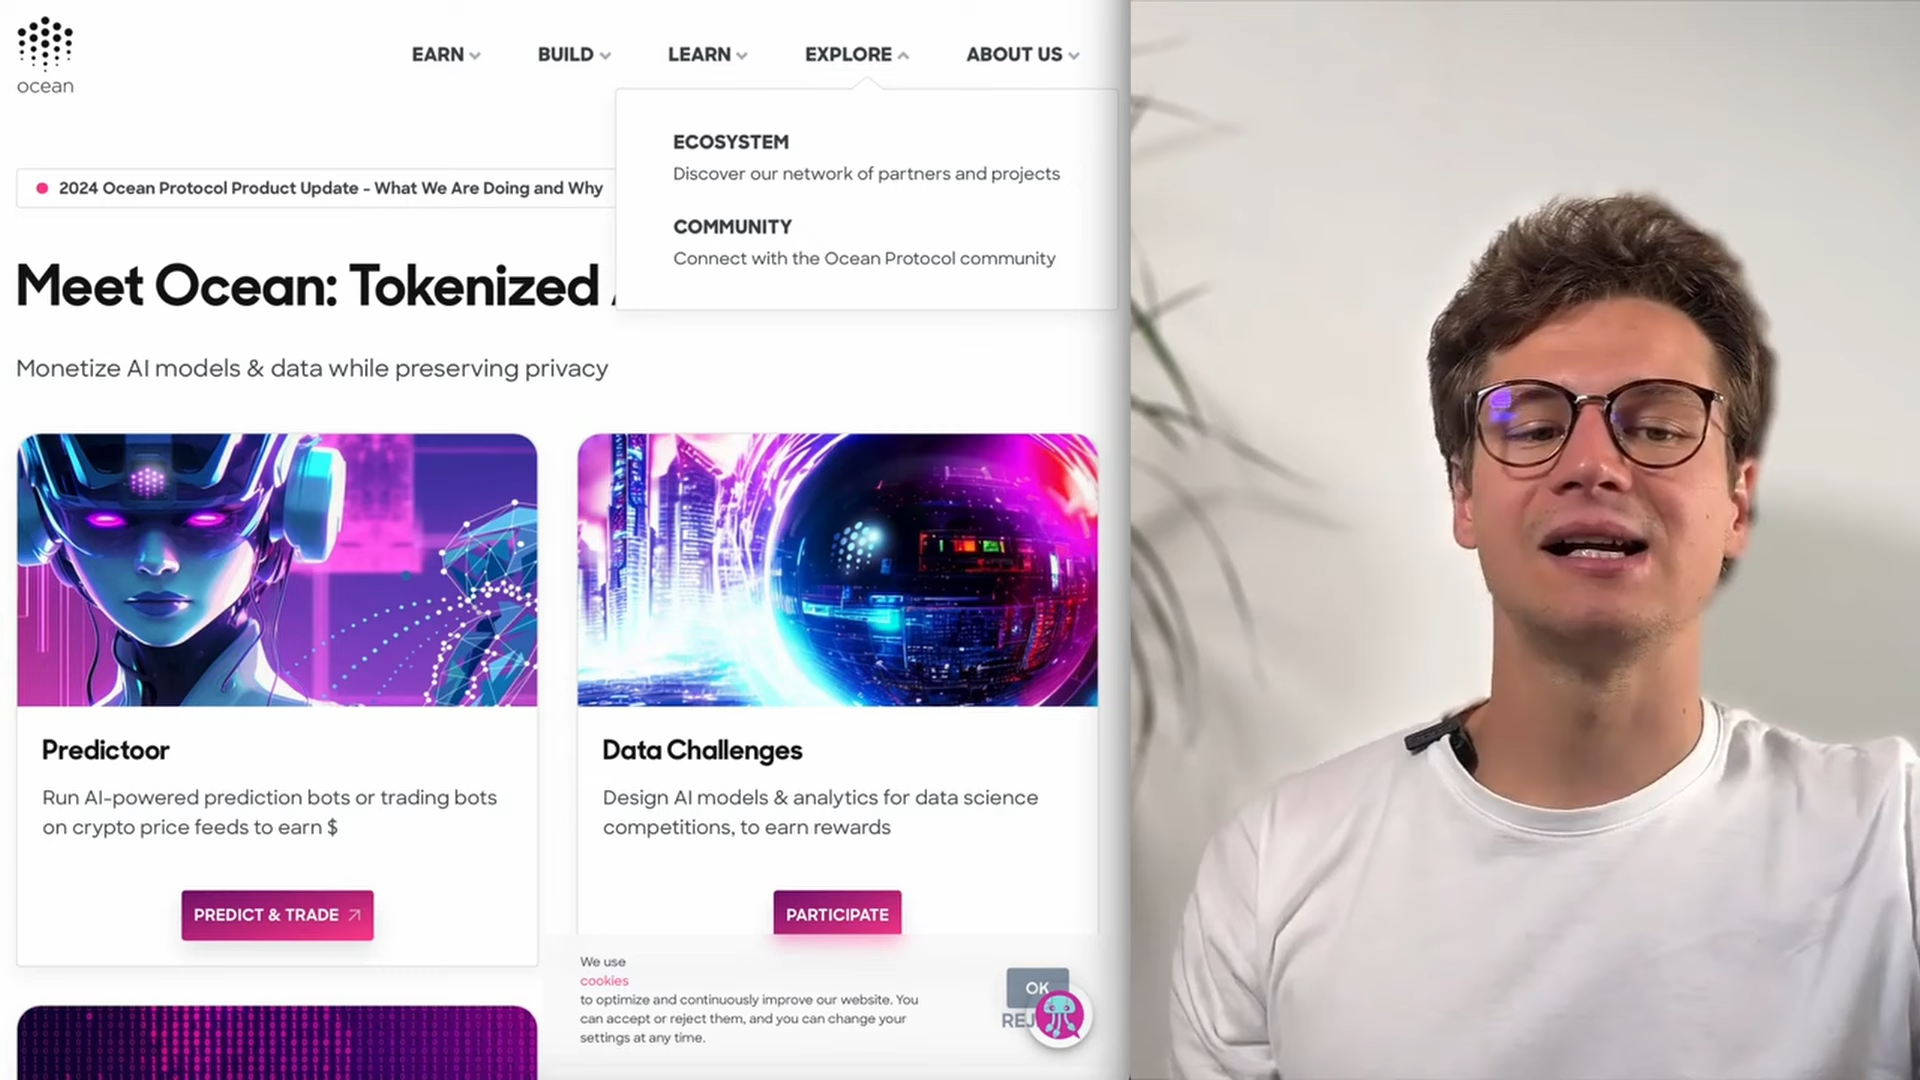 ocean
EARN
BUILD
LEARN
EXPLORE
ABOUT US
ECOSYSTEM
Discover our network of partners and projects
COMMUNITY
Connect with the Ocean Protocol community
2024 Ocean Protocol Product Update - What We Are Doing and Why
Meet Ocean: Tokenized
Monetize AI models & data while preserving privacy
Predictoor
Run AI-powered prediction bots or trading bots
on crypto price feeds to earn $
PREDICT & TRADE
Data Challenges
Design AI models & analytics for data science
competitions, to earn rewards
PARTICIPATE
We use
cookies
to optimize and continuously improve our website. You
can accept or reject them, and you can change your
settings at any time.
OK
REJ